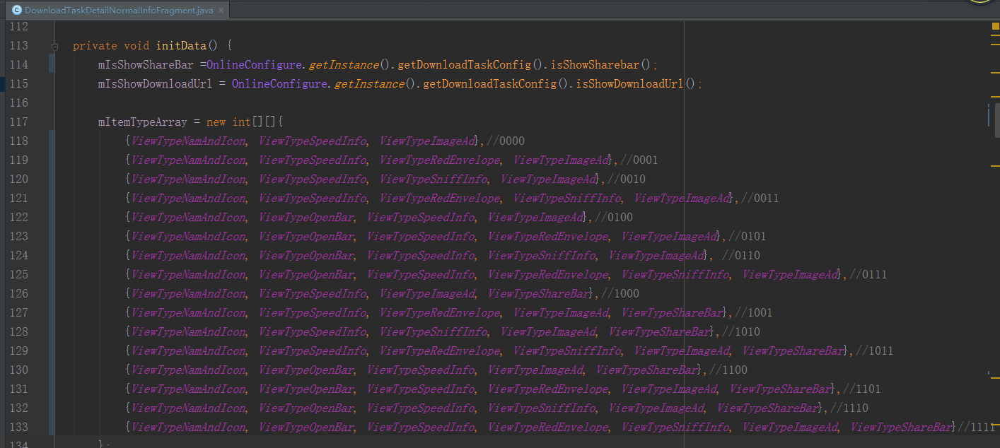 DownloadTaskDetailNormalInfoFragment.java
112
113 private void initData() {
114 mIsShowShareBar =OnlineConfigure.getInstance().getDownloadTaskConfig().isShowSharebar();
115 mIsShowDownloadUrl = OnlineConfigure.getInstance().getDownloadTaskConfig().isShowDownloadUrl();
116
117 mItemTypeArray = new int[][]{
118 {ViewTypeNamAndIcon, ViewTypeSpeedInfo, ViewTypeImageAd},//0000
119 {ViewTypeNamAndIcon, ViewTypeSpeedInfo, ViewTypeRedEnvelope, ViewTypeImageAd},//0001
120 {ViewTypeNamAndIcon, ViewTypeSpeedInfo, ViewTypeSniffInfo, ViewTypeImageAd},//0010
121 {ViewTypeNamAndIcon, ViewTypeSpeedInfo, ViewTypeRedEnvelope, ViewTypeSniffInfo, ViewTypeImageAd},//0011
122 {ViewTypeNamAndIcon, ViewTypeOpenBar, ViewTypeSpeedInfo, ViewTypeImageAd},//0100
123 {ViewTypeNamAndIcon, ViewTypeOpenBar, ViewTypeSpeedInfo, ViewTypeRedEnvelope, ViewTypeImageAd},//0101
124 {ViewTypeNamAndIcon, ViewTypeOpenBar, ViewTypeSpeedInfo, ViewTypeSniffInfo, ViewTypeImageAd}, //0110
125 {ViewTypeNamAndIcon, ViewTypeOpenBar, ViewTypeSpeedInfo, ViewTypeRedEnvelope, ViewTypeSniffInfo, ViewTypeImageAd},//0111
126 {ViewTypeNamAndIcon, ViewTypeSpeedInfo, ViewTypeImageAd, ViewTypeShareBar},//1000
127 {ViewTypeNamAndIcon, ViewTypeSpeedInfo, ViewTypeRedEnvelope, ViewTypeImageAd, ViewTypeShareBar},//1001
128 {ViewTypeNamAndIcon, ViewTypeSpeedInfo, ViewTypeSniffInfo, ViewTypeImageAd, ViewTypeShareBar},//1010
129 {ViewTypeNamAndIcon, ViewTypeSpeedInfo, ViewTypeRedEnvelope, ViewTypeSniffInfo, ViewTypeImageAd, ViewTypeShareBar},//1011
130 {ViewTypeNamAndIcon, ViewTypeOpenBar, ViewTypeSpeedInfo, ViewTypeImageAd, ViewTypeShareBar},//1100
131 {ViewTypeNamAndIcon, ViewTypeOpenBar, ViewTypeSpeedInfo, ViewTypeRedEnvelope, ViewTypeImageAd, ViewTypeShareBar},//1101
132 {ViewTypeNamAndIcon, ViewTypeOpenBar, ViewTypeSpeedInfo, ViewTypeSniffInfo, ViewTypeImageAd, ViewTypeShareBar},//1110
133 {ViewTypeNamAndIcon, ViewTypeOpenBar, ViewTypeSpeedInfo, ViewTypeRedEnvelope, ViewTypeSniffInfo, ViewTypeImageAd, ViewTypeShareBar}//1111
134 };